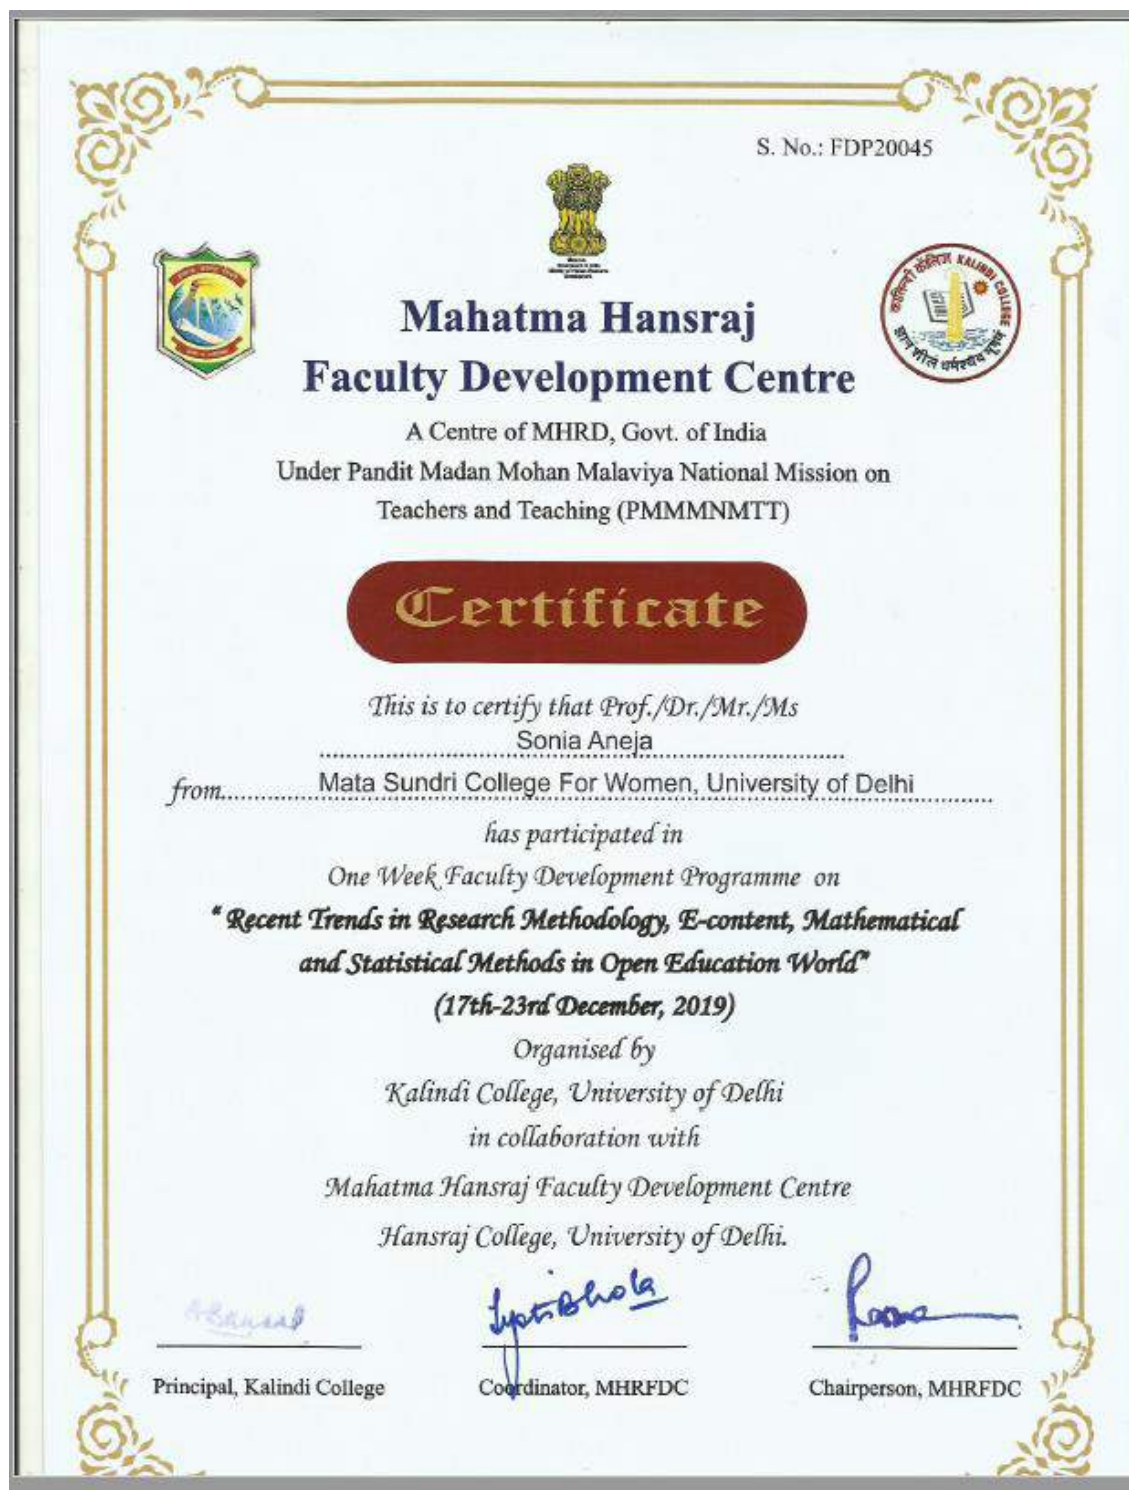 S. No.: FDP20045
कालिन्दी कॉलिज KALINDI COLLEGE
Mahatma Hansraj
Faculty Development Centre
A Centre of MHRD, Govt. of India
Under Pandit Madan Mohan Malaviya National Mission on
Teachers and Teaching (PMMMNMTT)
Certificate
This is to certify that Prof./Dr./Mr./Ms
Sonia Aneja
from Mata Sundri College For Women, University of Delhi
has participated in
One Week Faculty Development Programme on
“ Recent Trends in Research Methodology, E-content, Mathematical
and Statistical Methods in Open Education World”
(17th-23rd December, 2019)
Organised by
Kalindi College, University of Delhi
in collaboration with
Mahatma Hansraj Faculty Development Centre
Hansraj College, University of Delhi.
Jyoti Bhola
Principal, Kalindi College
Coordinator, MHRFDC
Chairperson, MHRFDC